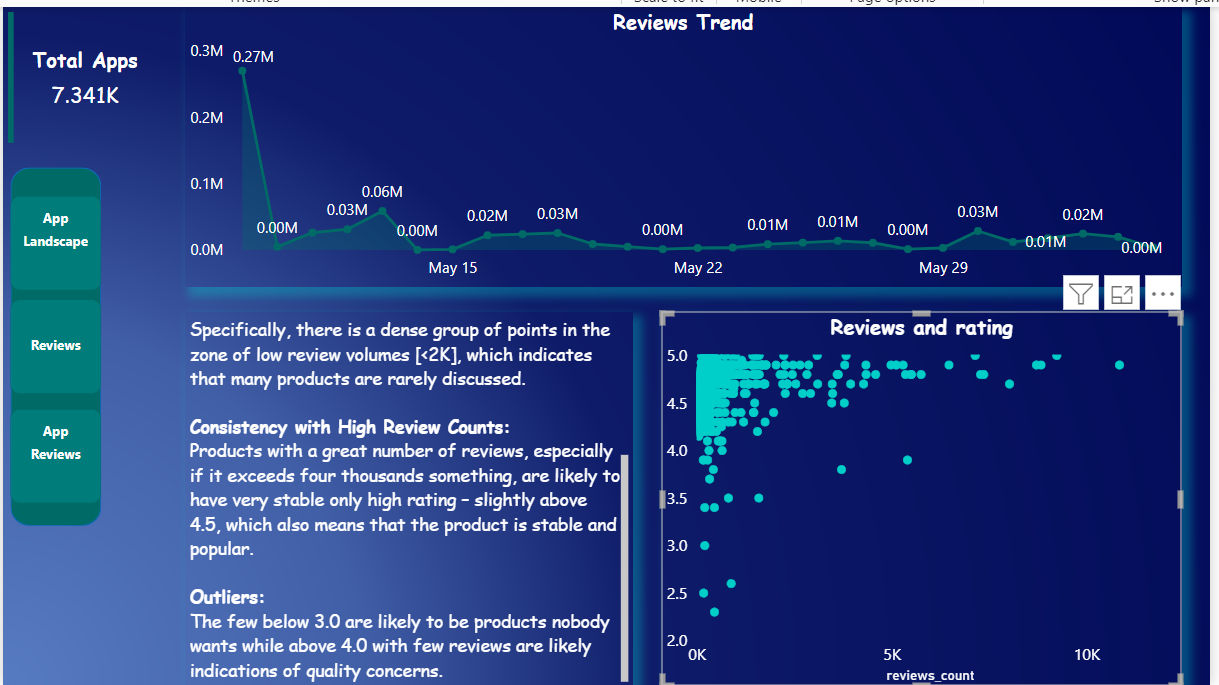 Themes
Scale to fit
Mobile
Page options
Reviews Trend
Total Apps
7.341K
0.3M
0.2M
0.1M
0.0M
0.27M
0.00M
0.03M
0.06M
0.00M
0.02M
0.03M
0.00M
0.01M
0.01M
0.00M
0.03M
0.01M
0.02M
0.00M
May 15
May 22
May 29
App
Landscape
Reviews
App
Reviews
Specifically, there is a dense group of points in the
zone of low review volumes [<2K], which indicates
that many products are rarely discussed.
Consistency with High Review Counts:
Products with a great number of reviews, especially
if it exceeds four thousands something, are likely to
have very stable only high rating – slightly above
4.5, which also means that the product is stable and
popular.
Outliers:
The few below 3.0 are likely to be products nobody
wants while above 4.0 with few reviews are likely
indications of quality concerns.
Reviews and rating
5.0
4.5
4.0
3.5
3.0
2.5
2.0
0K
5K
10K
reviews_count